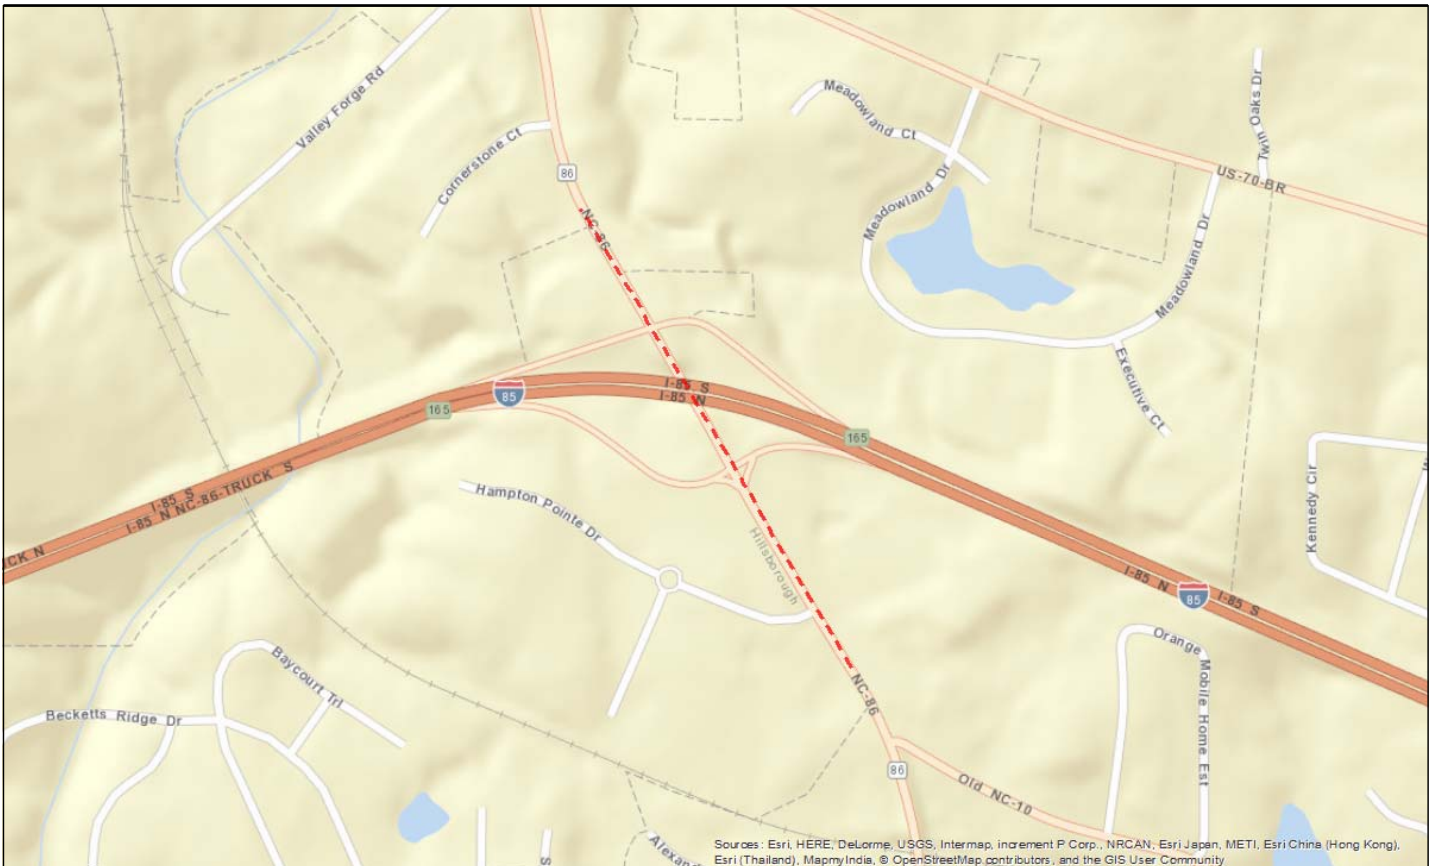 Valley Forge Rd
Cornerstone Ct
86
NC-86
Meadowland Ct
Meadowland Dr
Twin Oaks Dr
US-70-BR
Meadowland Dr
Executive Ct
I-85 S
I-85 N
85
165
165
I-85 S
I-85 N NC-86-TRUCK S
UCK N
Hampton Pointe Dr
Hillsborough
Kennedy Cir
I-85 N
85
I-85 S
Orange Mobile Home Est
Baycourt Trl
Becketts Ridge Dr
NC-86
86
Old NC-10
Alexan
S
Sources: Esri, HERE, DeLorme, USGS, Intermap, increment P Corp., NRCAN, Esri Japan, METI, Esri China (Hong Kong),
Esri (Thailand), MapmyIndia, © OpenStreetMap contributors, and the GIS User Community